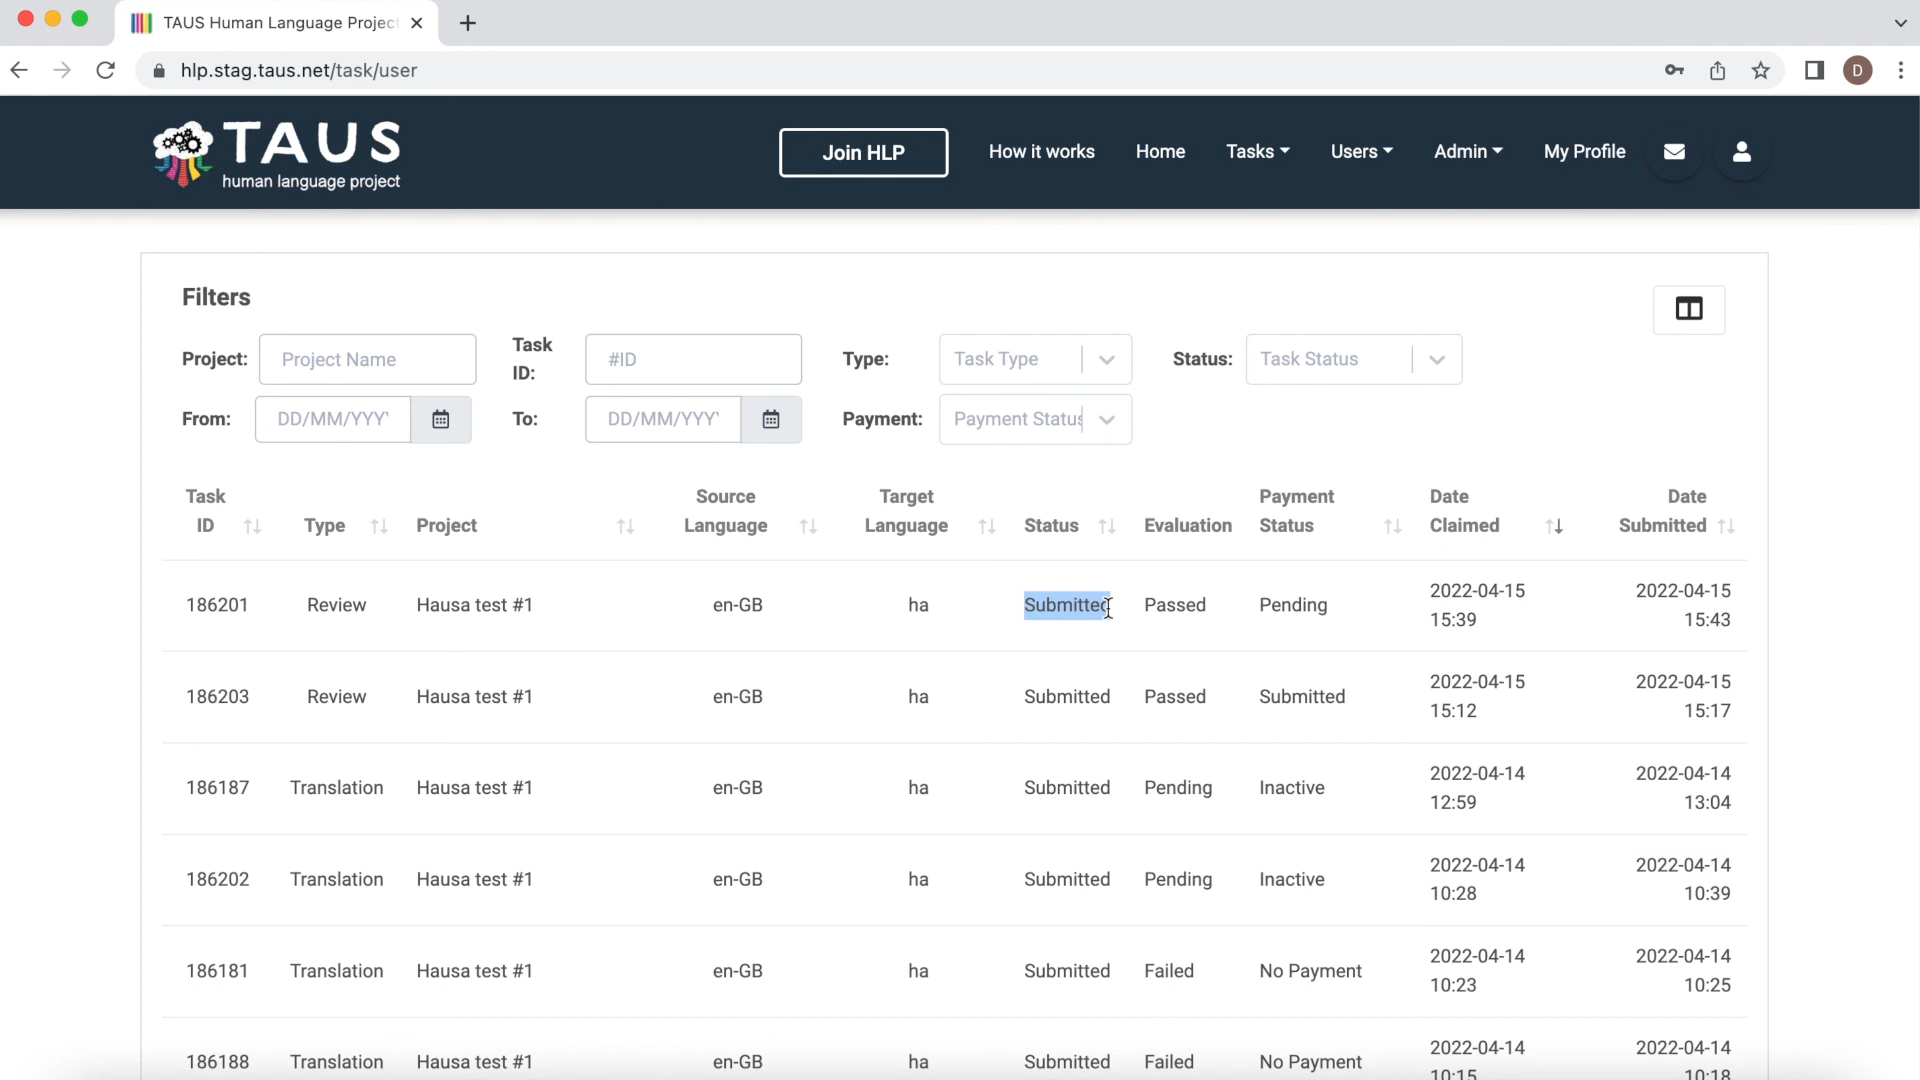 TAUS Human Language Projec
hlp.stag.taus.net/task/user
D
TAUS
human language project
Join HLP
How it works
Home
Tasks
Users
Admin
My Profile
Filters
Project: Project Name
Task ID: #ID
Type: Task Type
Status: Task Status
From: DD/MM/YYY
To: DD/MM/YYY
Payment: Payment Status
Task ID Type Project Source Language Target Language Status Evaluation Payment Status Date Claimed Date Submitted
186201 Review Hausa test #1 en-GB ha Submitted Passed Pending 2022-04-15 15:39 2022-04-15 15:43
186203 Review Hausa test #1 en-GB ha Submitted Passed Submitted 2022-04-15 15:12 2022-04-15 15:17
186187 Translation Hausa test #1 en-GB ha Submitted Pending Inactive 2022-04-14 12:59 2022-04-14 13:04
186202 Translation Hausa test #1 en-GB ha Submitted Pending Inactive 2022-04-14 10:28 2022-04-14 10:39
186181 Translation Hausa test #1 en-GB ha Submitted Failed No Payment 2022-04-14 10:23 2022-04-14 10:25
186188 Translation Hausa test #1 en-GB ha Submitted Failed No Payment 2022-04-14 10:15 2022-04-14 10:18